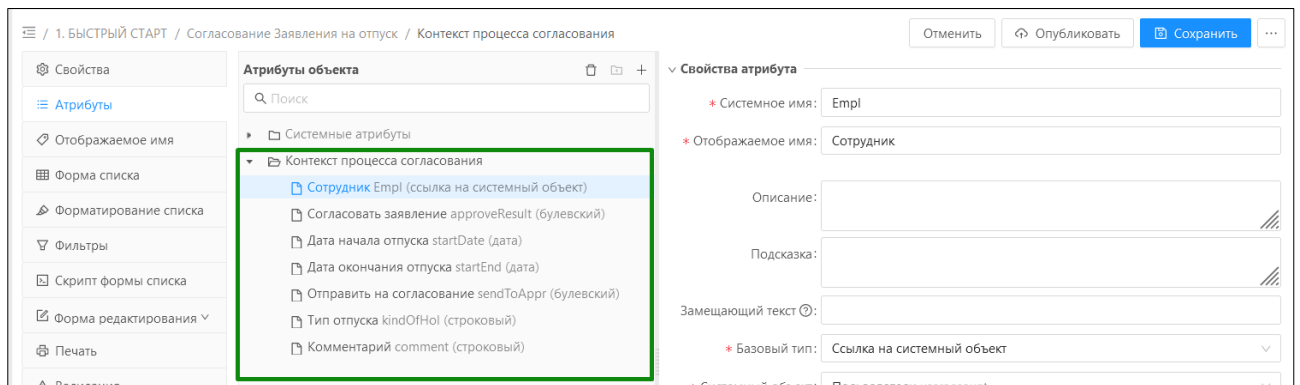 / 1. БЫСТРЫЙ СТАРТ / Согласование Заявления на отпуск / Контекст процесса согласования
Отменить
Опубликовать
Сохранить
...
Свойства
Атрибуты
Отображаемое имя
Форма списка
Форматирование списка
Фильтры
Скрипт формы списка
Форма редактирования
Печать
Атрибуты объекта
Поиск
Системные атрибуты
Контекст процесса согласования
Сотрудник Empl (ссылка на системный объект)
Согласовать заявление approveResult (булевский)
Дата начала отпуска startDate (дата)
Дата окончания отпуска startEnd (дата)
Отправить на согласование sendToAppr (булевский)
Тип отпуска kindOfHol (строковый)
Комментарий comment (строковый)
Свойства атрибута
* Системное имя: Empl
* Отображаемое имя: Сотрудник
Описание:
Подсказка:
Замещающий текст ?:
* Базовый тип: Ссылка на системный объект